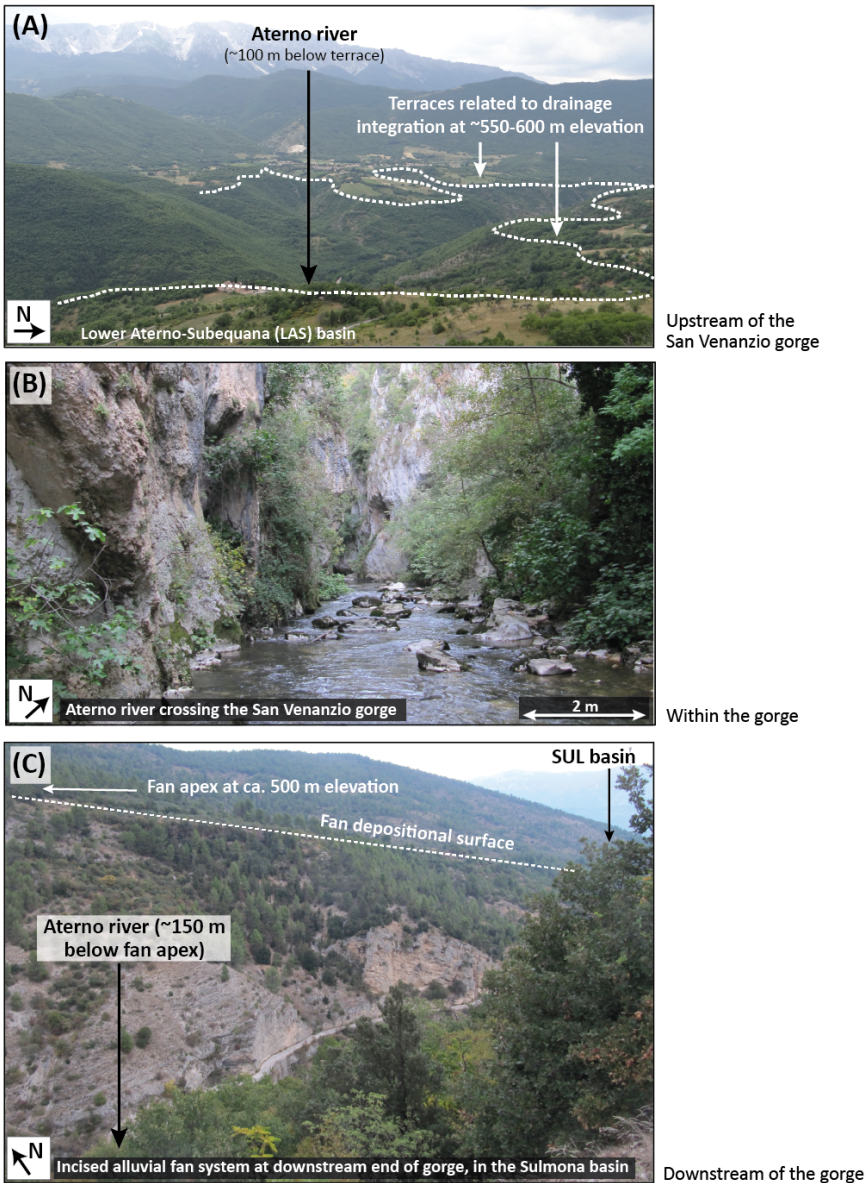 (A)
Aterno river
(~100 m below terrace)
Terraces related to drainage
integration at ~550-600 m elevation
N
Lower Aterno-Subequana (LAS) basin
Upstream of the
San Venanzio gorge
(B)
N
Aterno river crossing the San Venanzio gorge
2 m
Within the gorge
(C)
SUL basin
Fan apex at ca. 500 m elevation
Fan depositional surface
Aterno river (~150 m
below fan apex)
N
Incised alluvial fan system at downstream end of gorge, in the Sulmona basin
Downstream of the gorge